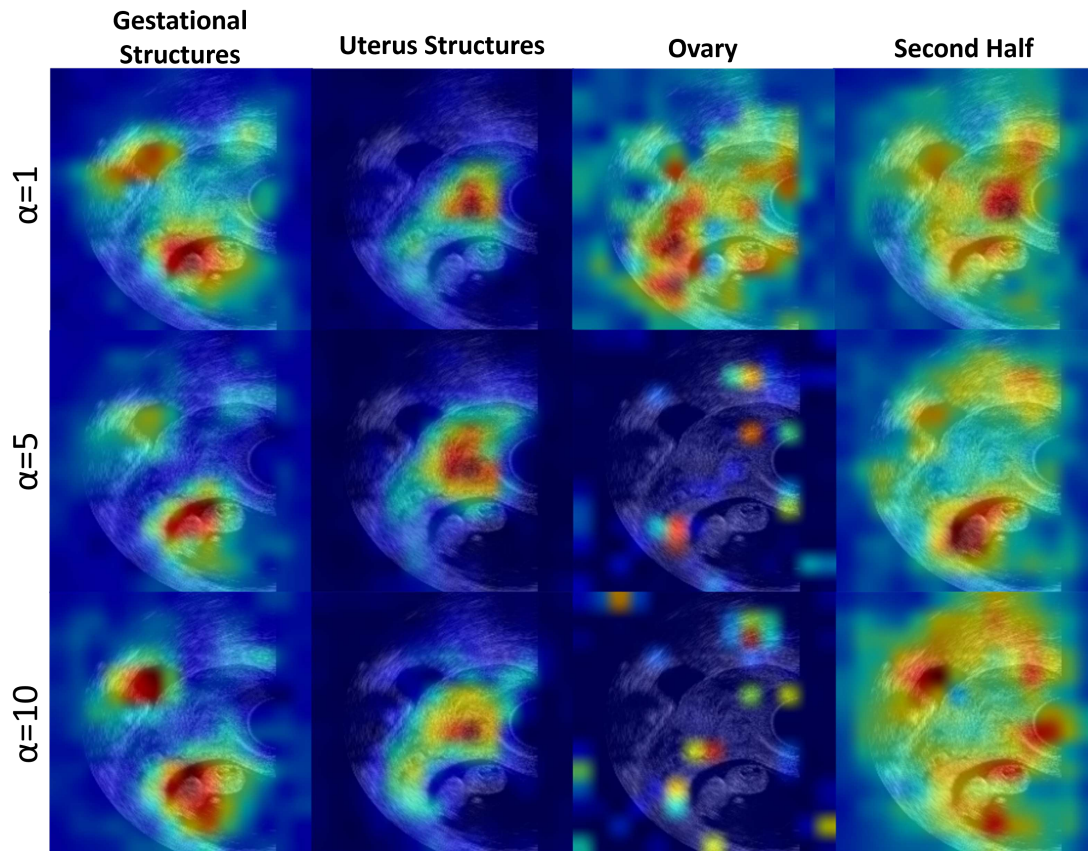 Gestational
Structures
Uterus Structures
Ovary
Second Half
α=1
α=5
α=10